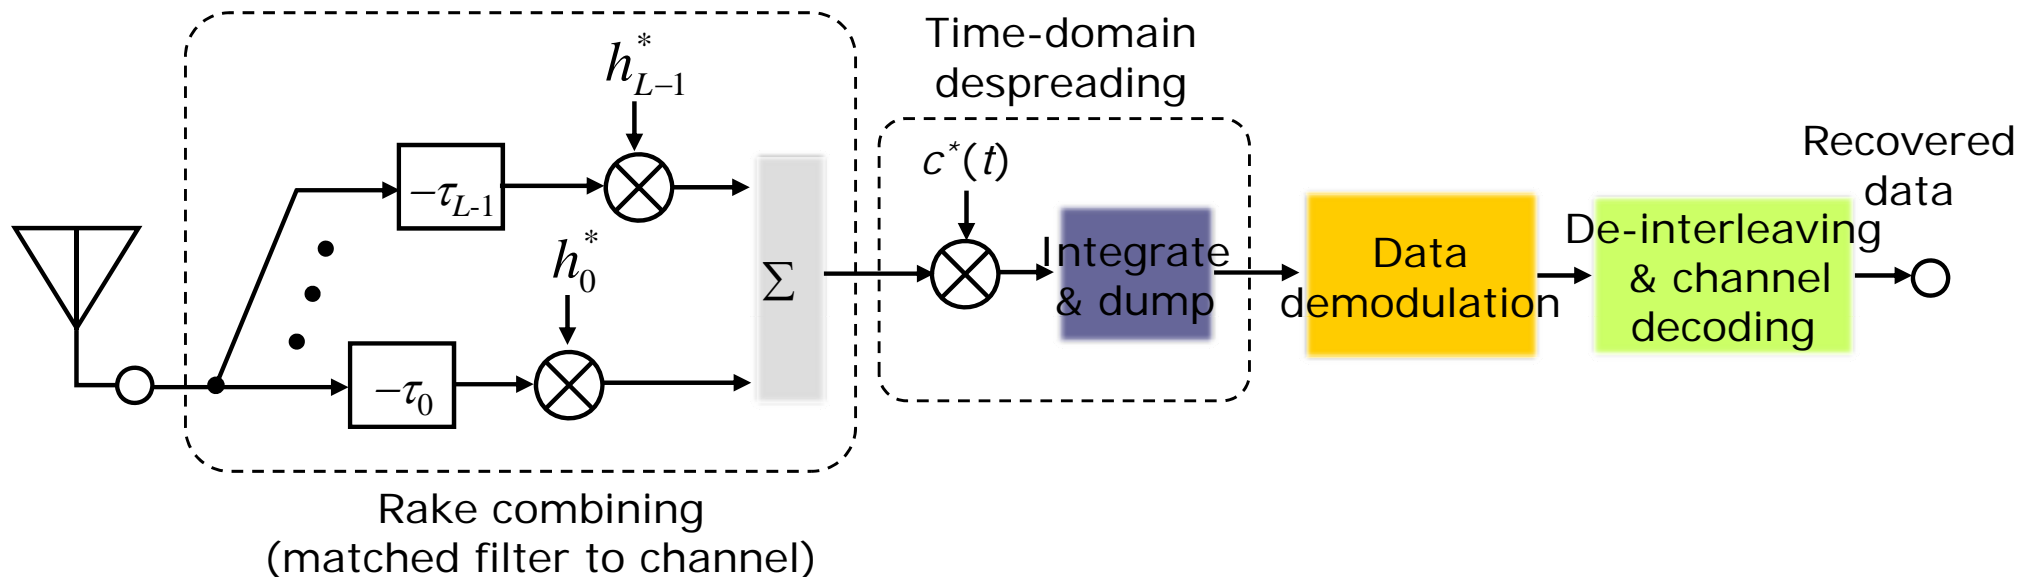 Time-domain
despreading
h*L−1
c*(t)
Recovered
data
−τL-1
h*0
Integrate
& dump
Data
demodulation
De-interleaving
& channel
decoding
Σ
−τ0
Rake combining
(matched filter to channel)